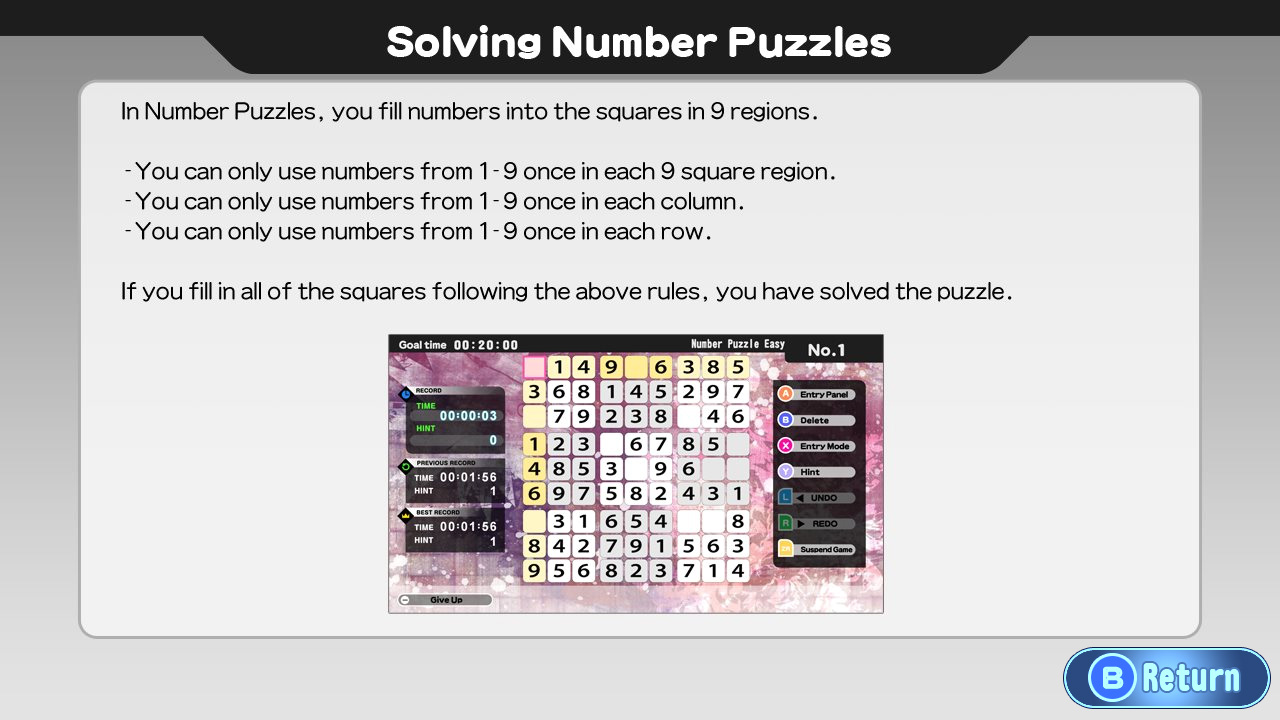 Solving Number Puzzles
In Number Puzzles, you fill numbers into the squares in 9 regions.
-You can only use numbers from 1-9 once in each 9 square region.
-You can only use numbers from 1-9 once in each column.
-You can only use numbers from 1-9 once in each row.
If you fill in all of the squares following the above rules, you have solved the puzzle.
Goal time 00:20:00
Number Puzzle Easy
No.1
RECORD
TIME
00:00:03
HINT
0
PREVIOUS RECORD
TIME 00:01:56
HINT 1
BEST RECORD
TIME 00:01:56
HINT 1
Give Up
1 4 9 6 3 8 5
3 6 8 1 4 5 2 9 7
7 9 2 3 8 4 6
1 2 3 6 7 8 5
4 8 5 3 9 6
6 9 7 5 8 2 4 3 1
3 1 6 5 4 8
8 4 2 7 9 1 5 6 3
9 5 6 8 2 3 7 1 4
A Entry Panel
B Delete
X Entry Mode
Y Hint
L UNDO
R REDO
ZR Suspend Game
B Return